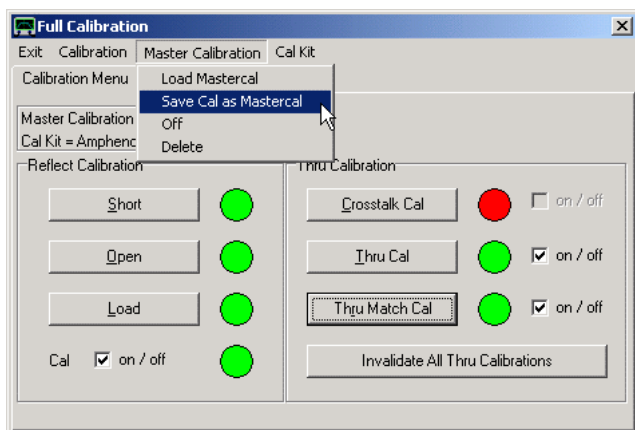 Full Calibration
Exit Calibration Master Calibration Cal Kit
Calibration Menu
Load Mastercal
Save Cal as Mastercal
Off
Delete
Master Calibration
Cal Kit =
Reflect Calibration
Short
Open
Load
Cal on / off
Thru Calibration
Crosstalk Cal on / off
Thru Cal on / off
Thru Match Cal on / off
Invalidate All Thru Calibrations